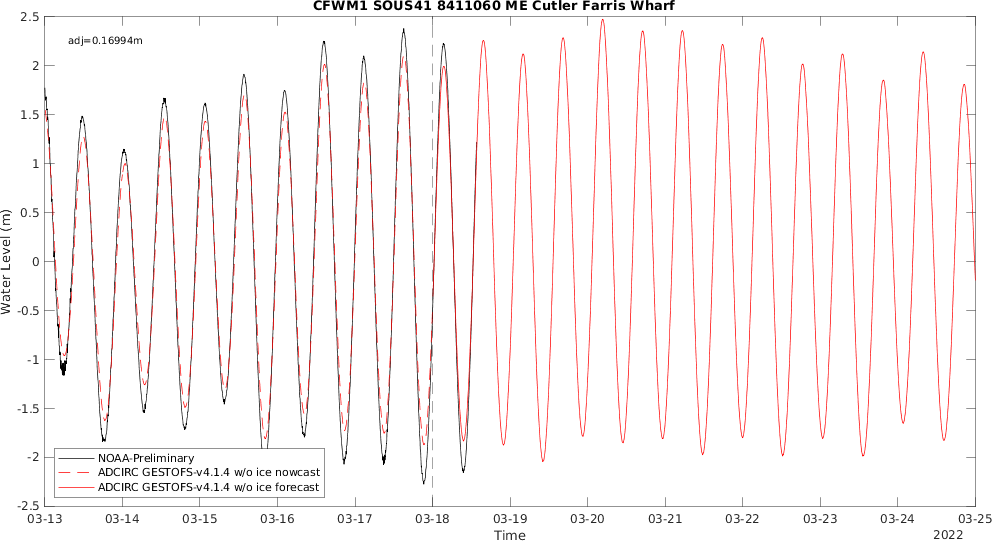 CFWM1 SOUS41 8411060 ME Cutler Farris Wharf
adj=0.16994m
Water Level (m)
2.5
2
1.5
1
0.5
0
-0.5
-1
-1.5
-2
-2.5
NOAA-Preliminary
ADCIRC GESTOFS-v4.1.4 w/o ice nowcast
ADCIRC GESTOFS-v4.1.4 w/o ice forecast
03-13 03-14 03-15 03-16 03-17 03-18 03-19 03-20 03-21 03-22 03-23 03-24 03-25
Time
2022